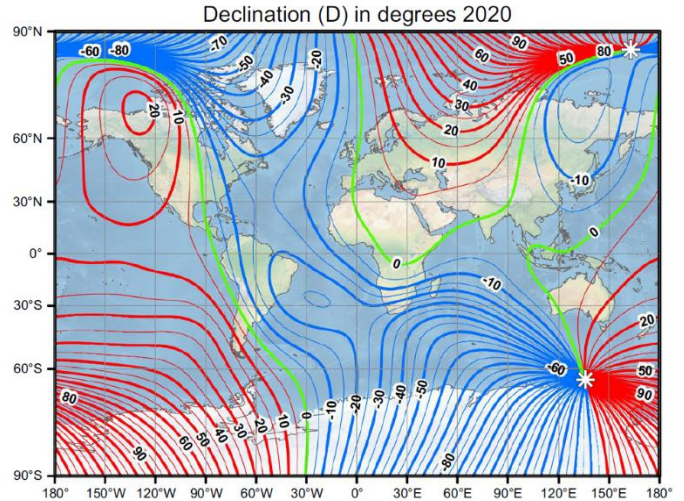 Declination (D) in degrees 2020
90°N
60°N
30°N
0°
30°S
60°S
90°S
180° 150°W 120°W 90°W 60°W 30°W 0° 30°E 60°E 90°E 120°E 150°E 180°
-60 -80 -70 -50 -40 -30 -20 60 90 50 80
20 10 40 30 20 10 -10
0 0
-10 20
-60 50 90
80 90 60 50 40 30 20 10 0 -10 -20 -30 -40 -50 -80